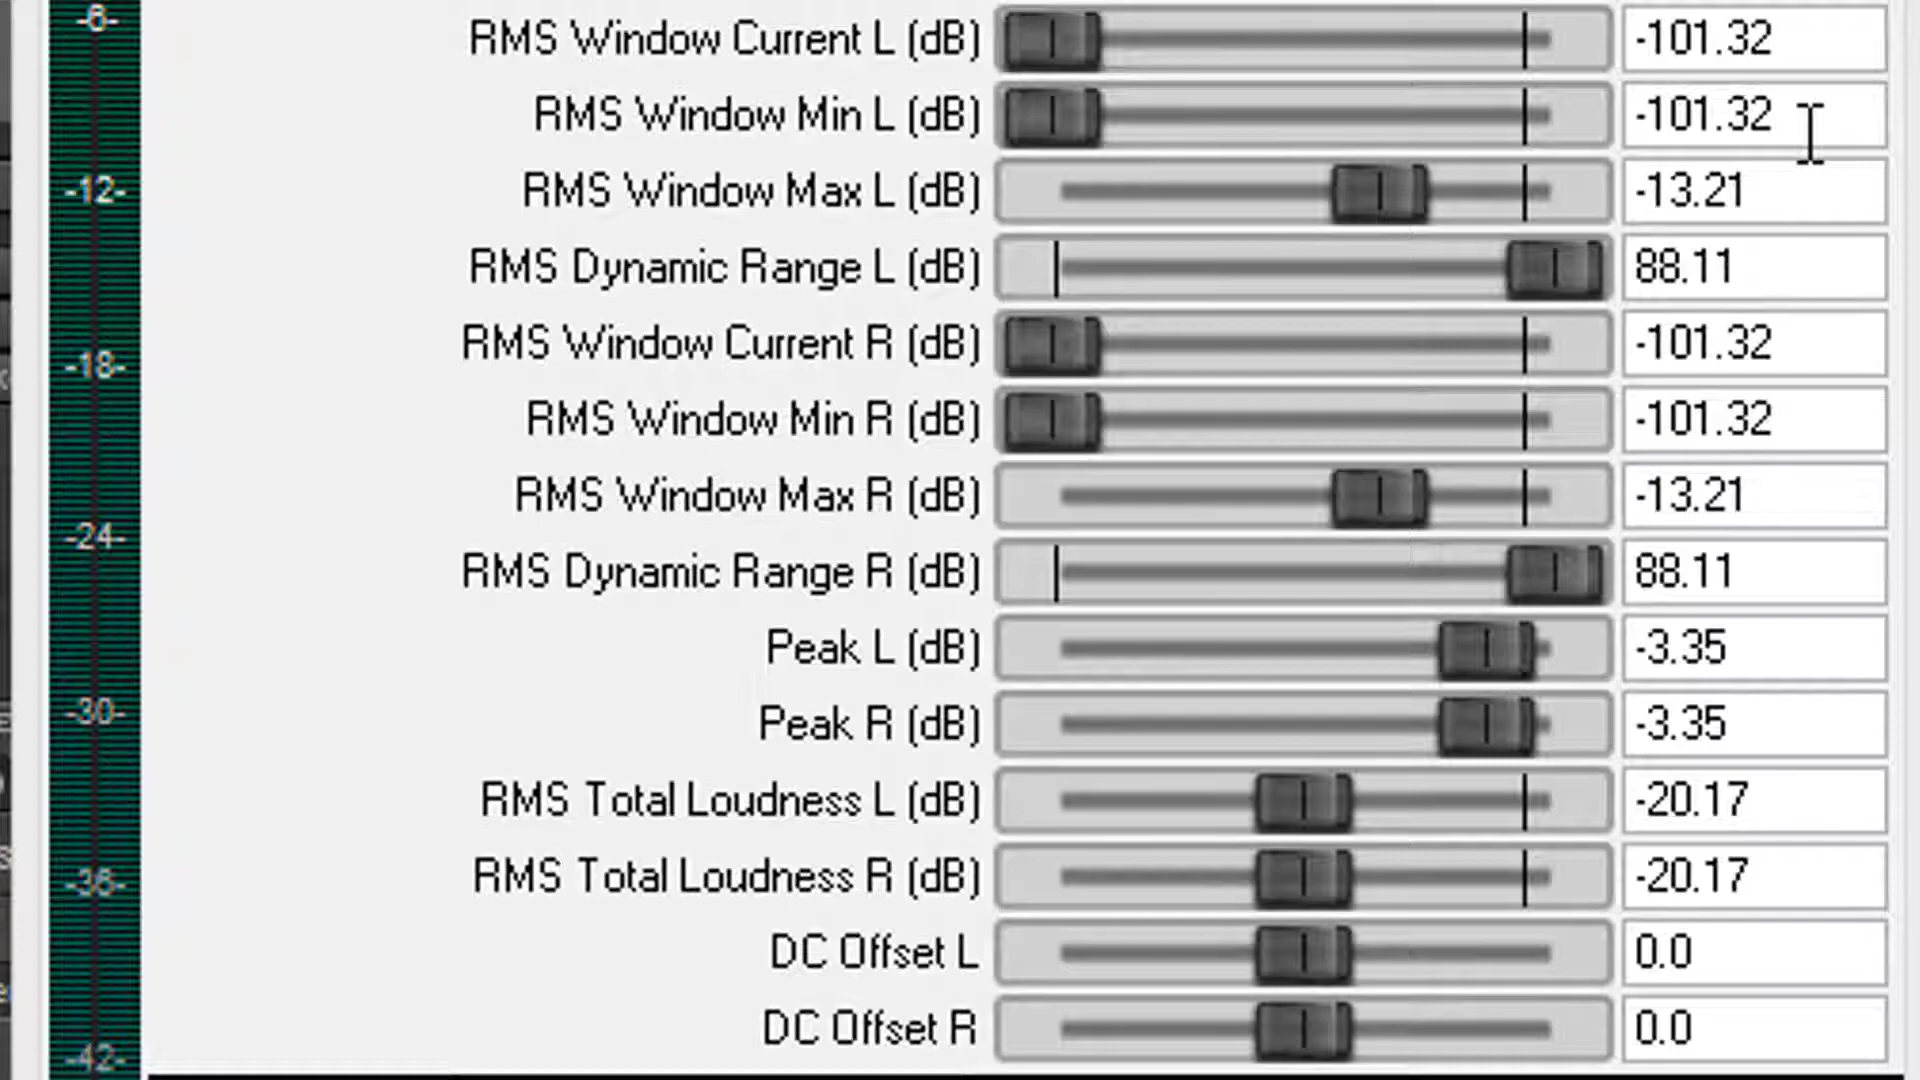 -6-
RMS Window Current L (dB) -101.32
RMS Window Min L (dB) -101.32
-12- RMS Window Max L (dB) -13.21
RMS Dynamic Range L (dB) 88.11
-18- RMS Window Current R (dB) -101.32
RMS Window Min R (dB) -101.32
RMS Window Max R (dB) -13.21
-24- RMS Dynamic Range R (dB) 88.11
Peak L (dB) -3.35
-30- Peak R (dB) -3.35
RMS Total Loudness L (dB) -20.17
-36- RMS Total Loudness R (dB) -20.17
DC Offset L 0.0
DC Offset R 0.0
-42-